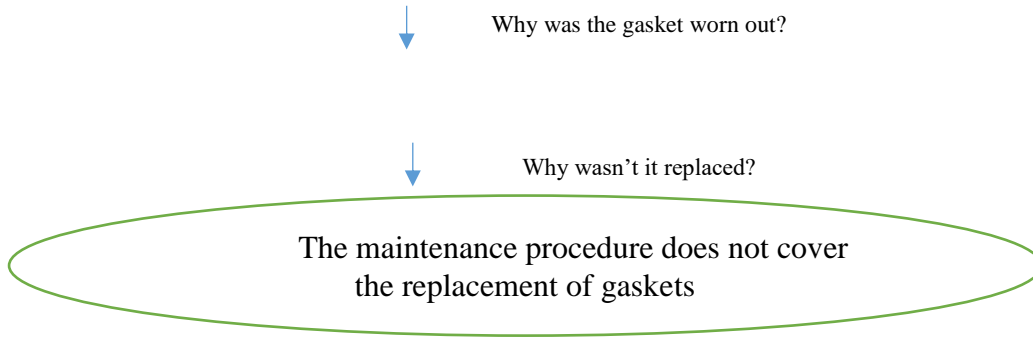 Why was the gasket worn out?
Why wasn’t it replaced?
The maintenance procedure does not cover
the replacement of gaskets